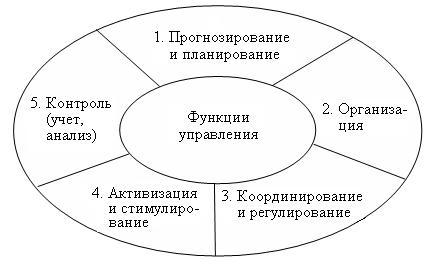 1. Прогнозирование
и планирование
2. Организа-
ция
3. Координирование
и регулирование
4. Активизация
и стимулиро-
вание
5. Контроль
(учет,
анализ)
Функции
управления